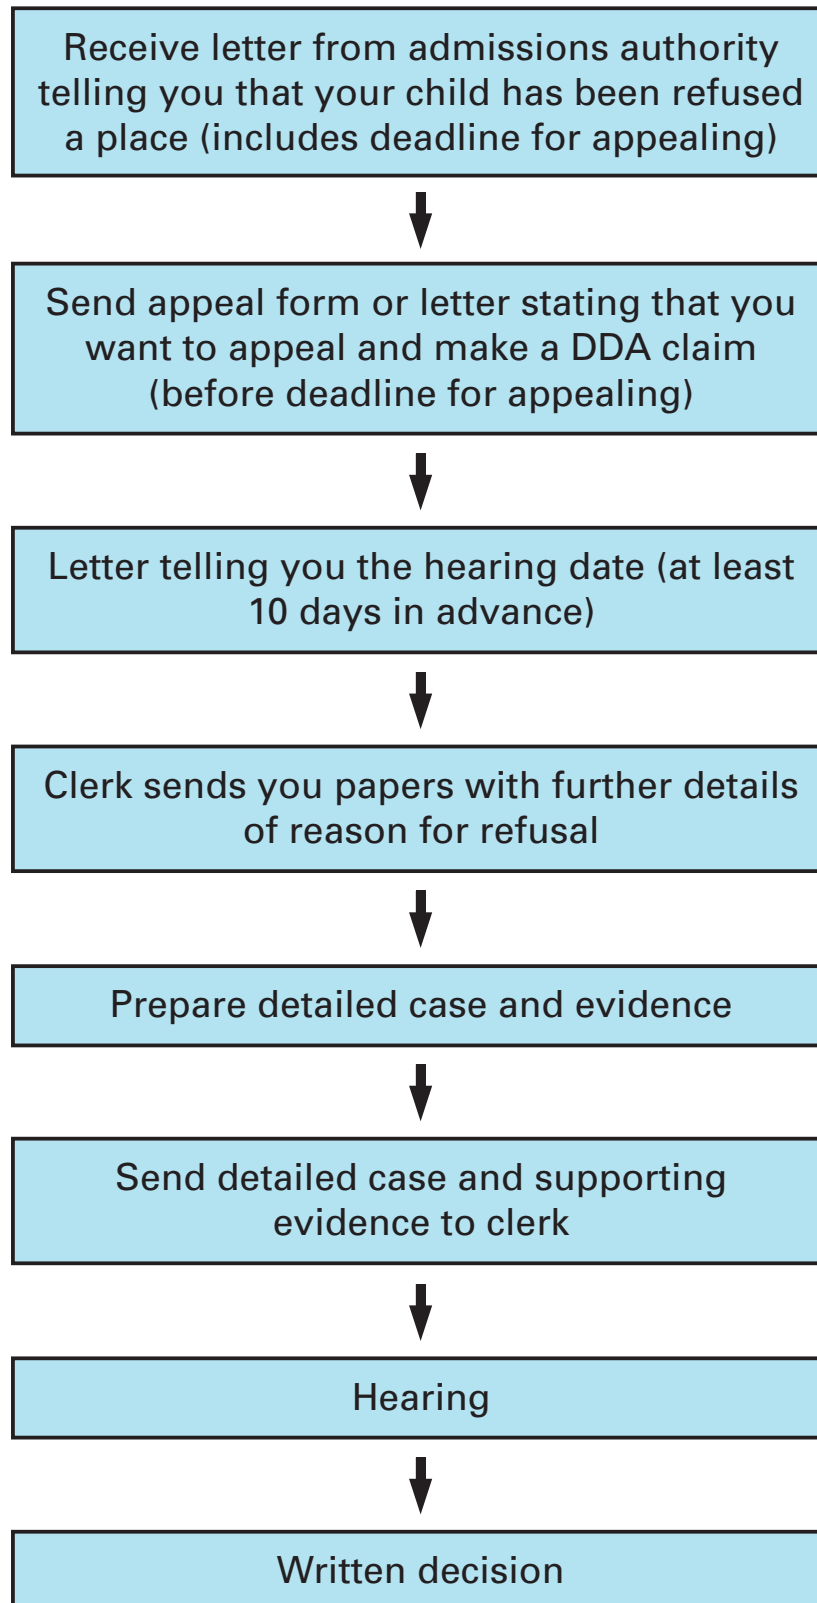 Receive letter from admissions authority
telling you that your child has been refused
a place (includes deadline for appealing)
Send appeal form or letter stating that you
want to appeal and make a DDA claim
(before deadline for appealing)
Letter telling you the hearing date (at least
10 days in advance)
Clerk sends you papers with further details
of reason for refusal
Prepare detailed case and evidence
Send detailed case and supporting
evidence to clerk
Hearing
Written decision